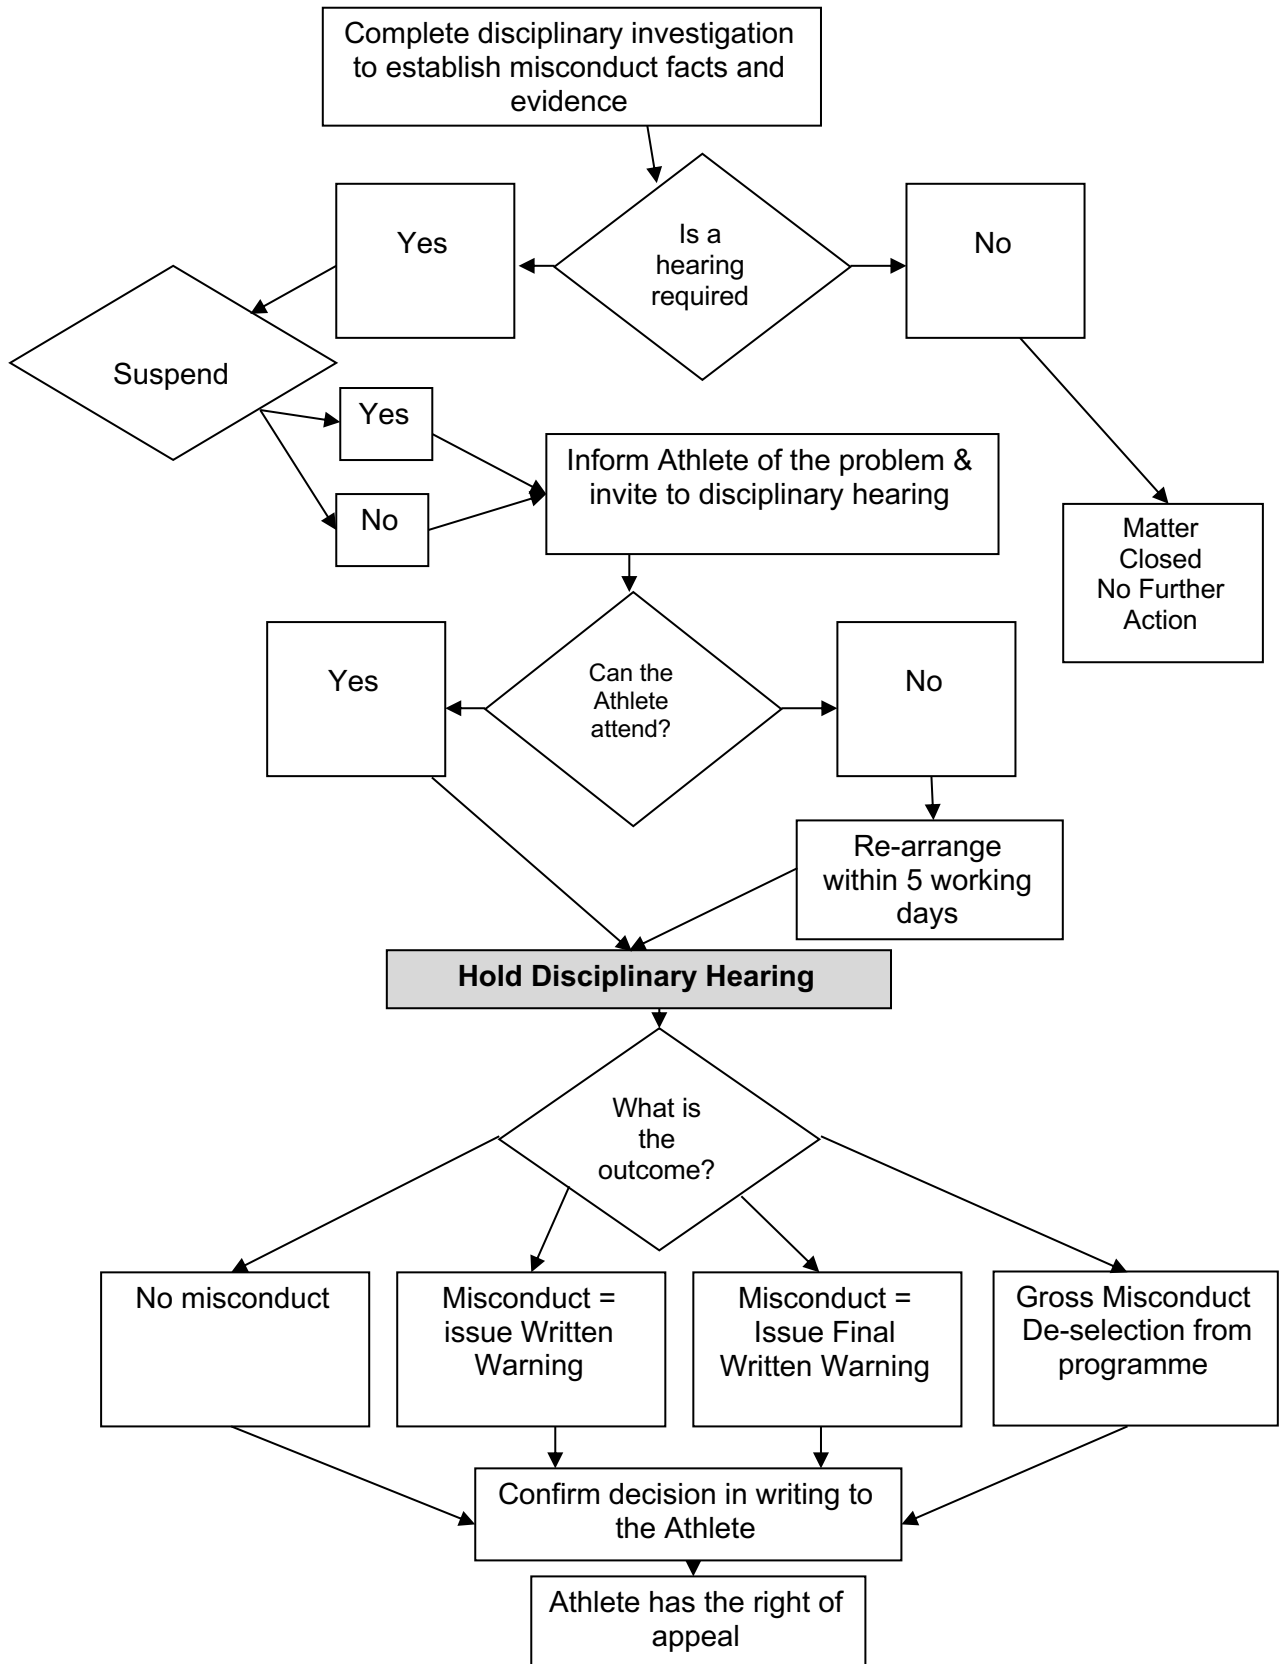 Complete disciplinary investigation
to establish misconduct facts and
evidence
Yes
Is a
hearing
required
No
Suspend
Yes
No
Inform Athlete of the problem &
invite to disciplinary hearing
Matter
Closed
No Further
Action
Yes
Can the
Athlete
attend?
No
Re-arrange
within 5 working
days
Hold Disciplinary Hearing
What is
the
outcome?
No misconduct
Misconduct =
issue Written
Warning
Misconduct =
Issue Final
Written Warning
Gross Misconduct
De-selection from
programme
Confirm decision in writing to
the Athlete
Athlete has the right of
appeal